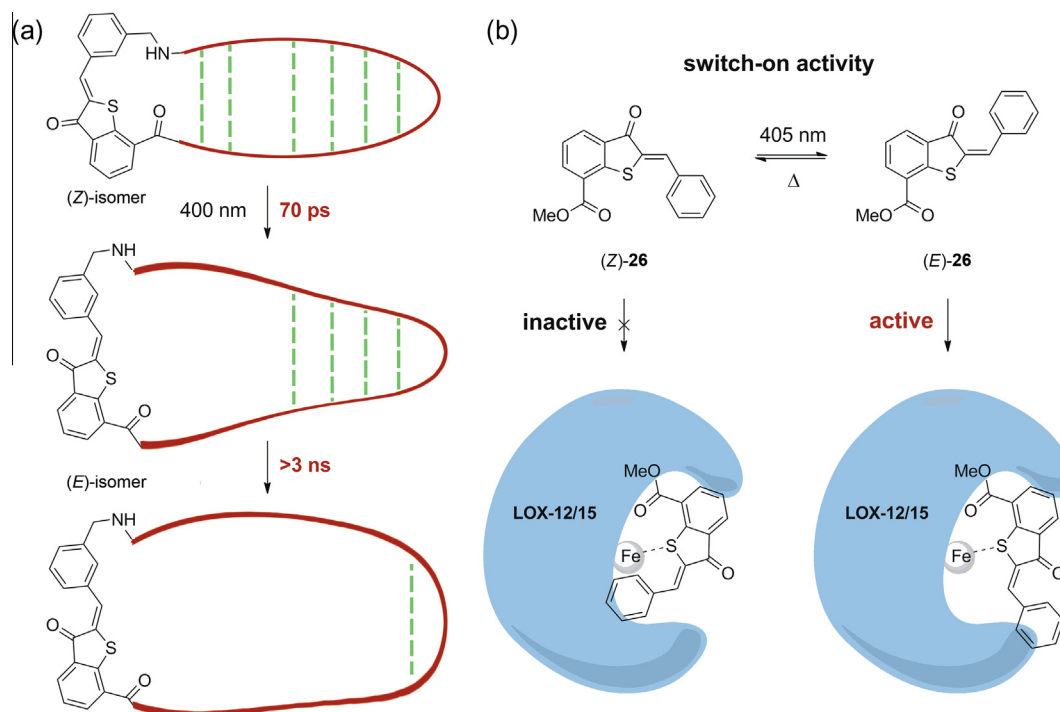 (a)
HN
S
O
O
(Z)-isomer
400 nm
70 ps
NH
O
S
O
(E)-isomer
>3 ns
NH
O
S
O
(b)
switch-on activity
O
S
MeO
O
(Z)-26
405 nm
Δ
O
S
MeO
O
(E)-26
inactive
active
MeO
O
LOX-12/15
Fe
S
O
MeO
O
LOX-12/15
Fe
S
O